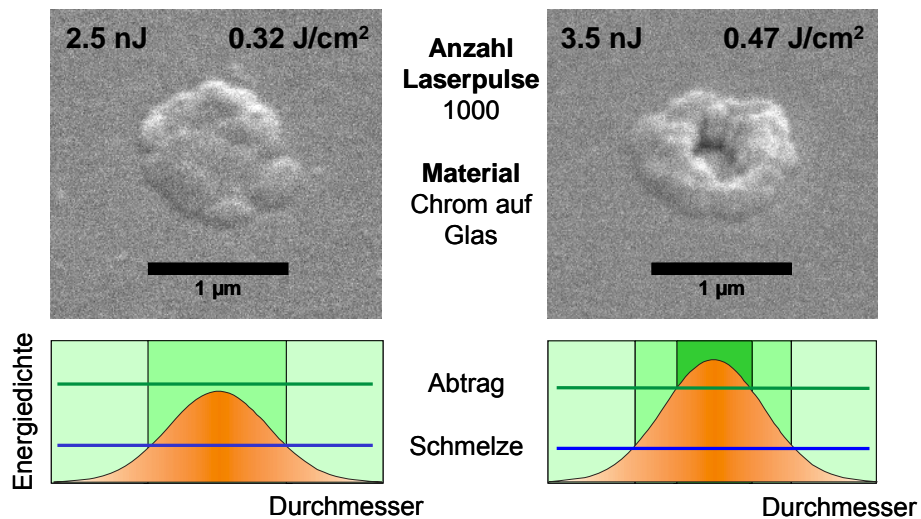 2.5 nJ 0.32 J/cm²
Anzahl
Laserpulse
1000
Material
Chrom auf
Glas
1 µm
3.5 nJ 0.47 J/cm²
1 µm
Energiedichte
Abtrag
Schmelze
Durchmesser
Durchmesser